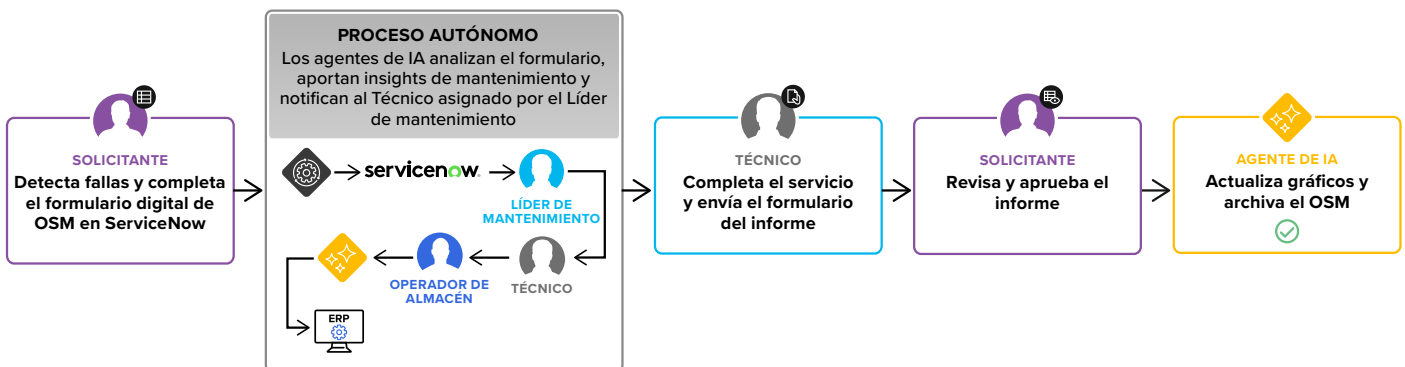 SOLICITANTE
Detecta fallas y completa
el formulario digital de
OSM en ServiceNow
PROCESO AUTÓNOMO
Los agentes de IA analizan el formulario,
aportan insights de mantenimiento y
notifican al Técnico asignado por el Líder
de mantenimiento
servicenow.
LÍDER DE
MANTENIMIENTO
TÉCNICO
OPERADOR DE
ALMACÉN
ERP
TÉCNICO
Completa el servicio
y envía el formulario
del informe
SOLICITANTE
Revisa y aprueba el
informe
AGENTE DE IA
Actualiza gráficos y
archiva el OSM